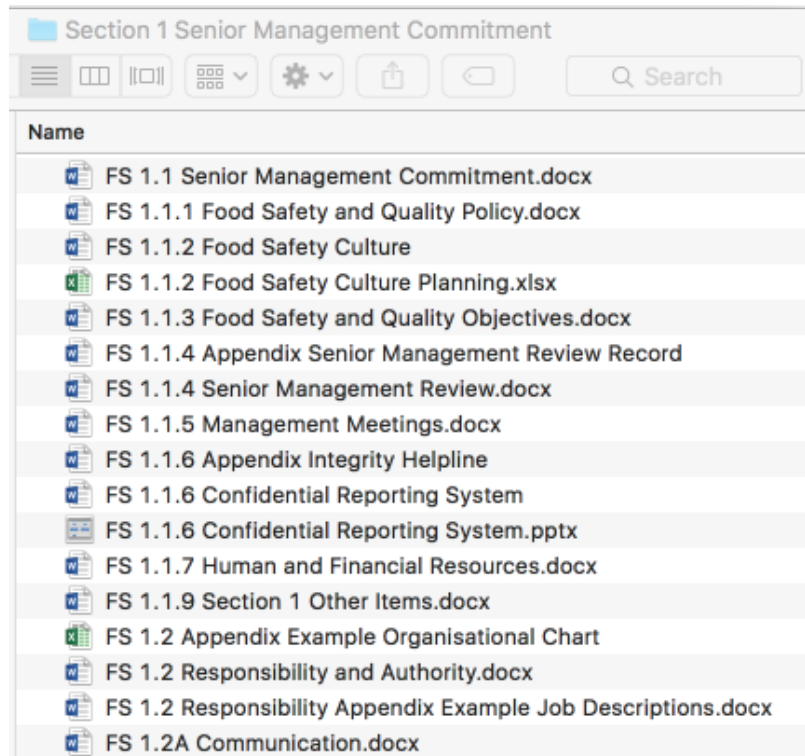 Section 1 Senior Management Commitment
Search
Name
FS 1.1 Senior Management Commitment.docx
FS 1.1.1 Food Safety and Quality Policy.docx
FS 1.1.2 Food Safety Culture
FS 1.1.2 Food Safety Culture Planning.xlsx
FS 1.1.3 Food Safety and Quality Objectives.docx
FS 1.1.4 Appendix Senior Management Review Record
FS 1.1.4 Senior Management Review.docx
FS 1.1.5 Management Meetings.docx
FS 1.1.6 Appendix Integrity Helpline
FS 1.1.6 Confidential Reporting System
FS 1.1.6 Confidential Reporting System.pptx
FS 1.1.7 Human and Financial Resources.docx
FS 1.1.9 Section 1 Other Items.docx
FS 1.2 Appendix Example Organisational Chart
FS 1.2 Responsibility and Authority.docx
FS 1.2 Responsibility Appendix Example Job Descriptions.docx
FS 1.2A Communication.docx